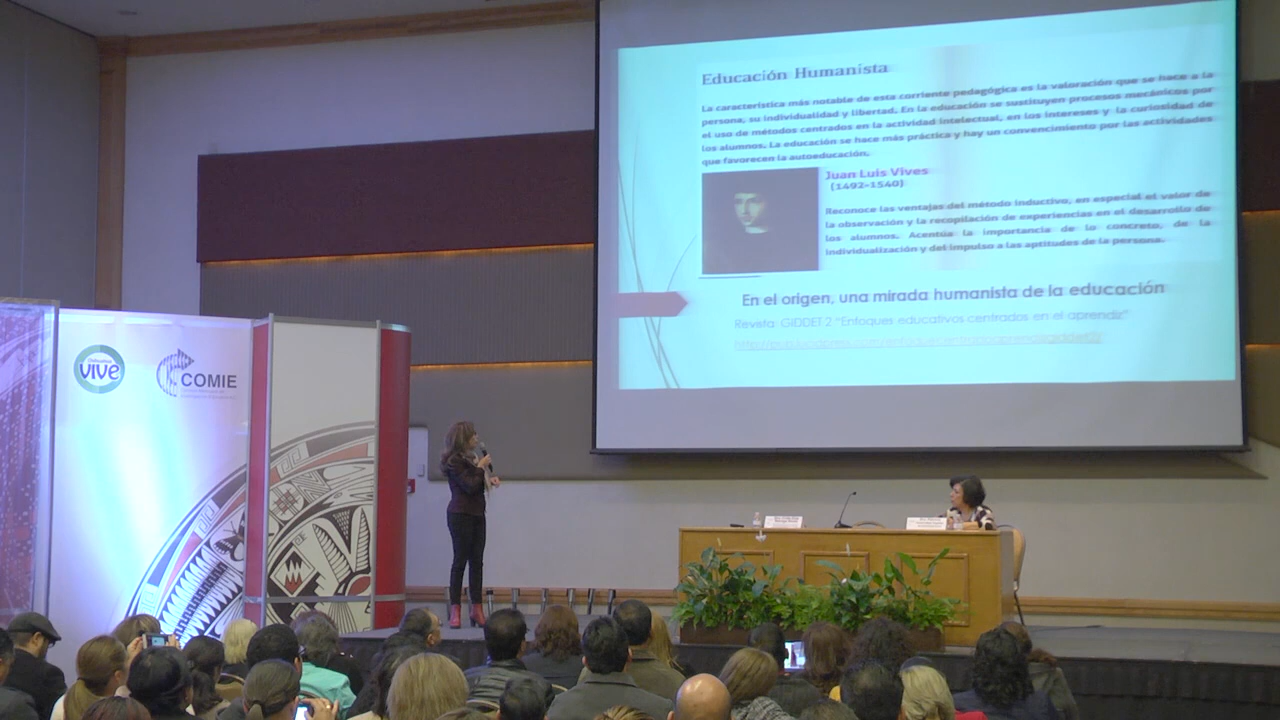 Educación Humanista
La característica más notable de esta corriente pedagógica es la valoración que se hace a la
persona, su individualidad y libertad. En la educación se sustituyen procesos mecánicos por
el uso de métodos centrados en la actividad intelectual, en los intereses y la curiosidad de
los alumnos. La educación se hace más práctica y hay un convencimiento por las actividades
que favorecen la autoeducación.
Juan Luis Vives
(1492-1540)
Reconoce las ventajas del método inductivo, en especial el valor de
la observación y la recopilación de experiencias en el desarrollo de
los alumnos. Acentúa la importancia de lo concreto, de la
individualización y del impulso a las aptitudes de la persona.
En el origen, una mirada humanista de la educación
Revista: GIDDET 2 "Enfoques educativos centrados en el aprendiz"
Chihuahua
vive
COMIE